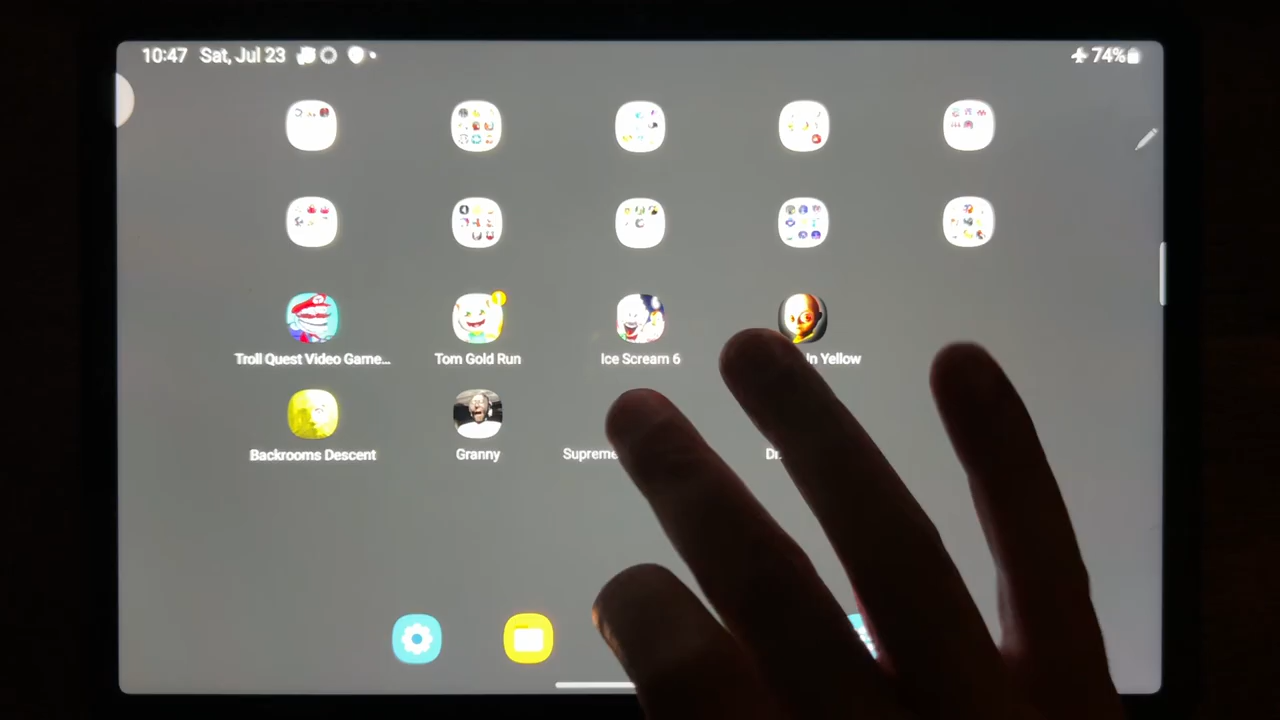 10:47 Sat, Jul 23 74%
Troll Quest Video Game... Tom Gold Run Ice Scream 6 In Yellow
Backrooms Descent Granny Supreme